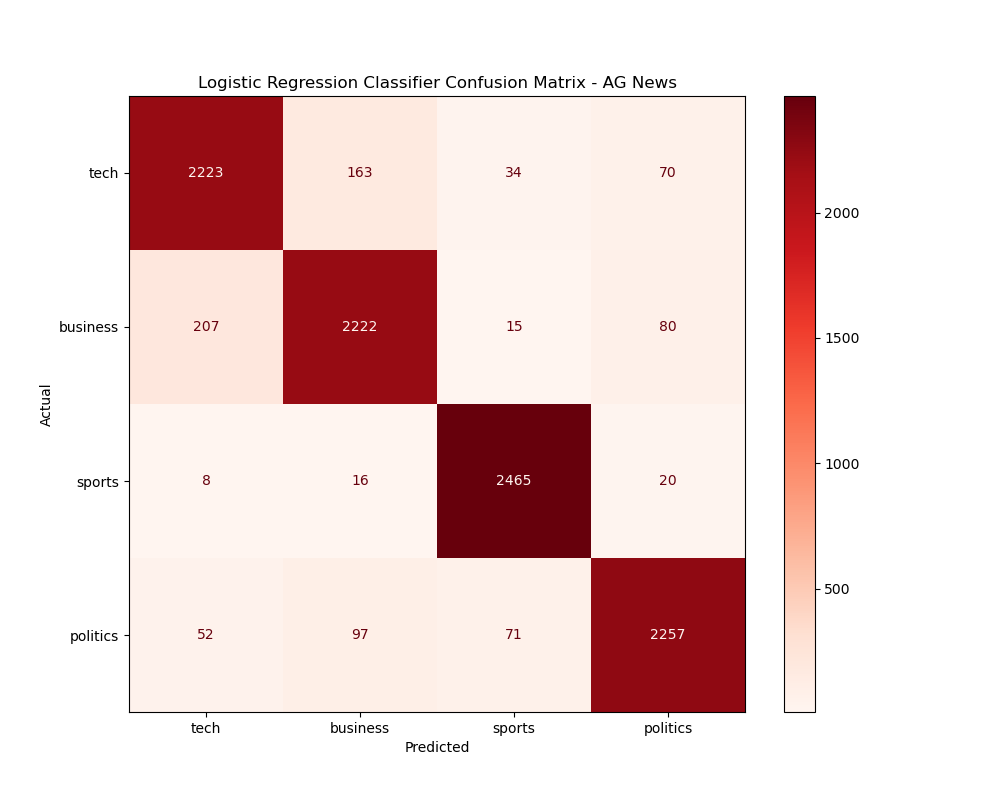 Logistic Regression Classifier Confusion Matrix - AG News
tech 2223 163 34 70
business 207 2222 15 80
sports 8 16 2465 20
politics 52 97 71 2257
tech business sports politics
Predicted
Actual
2000
1500
1000
500